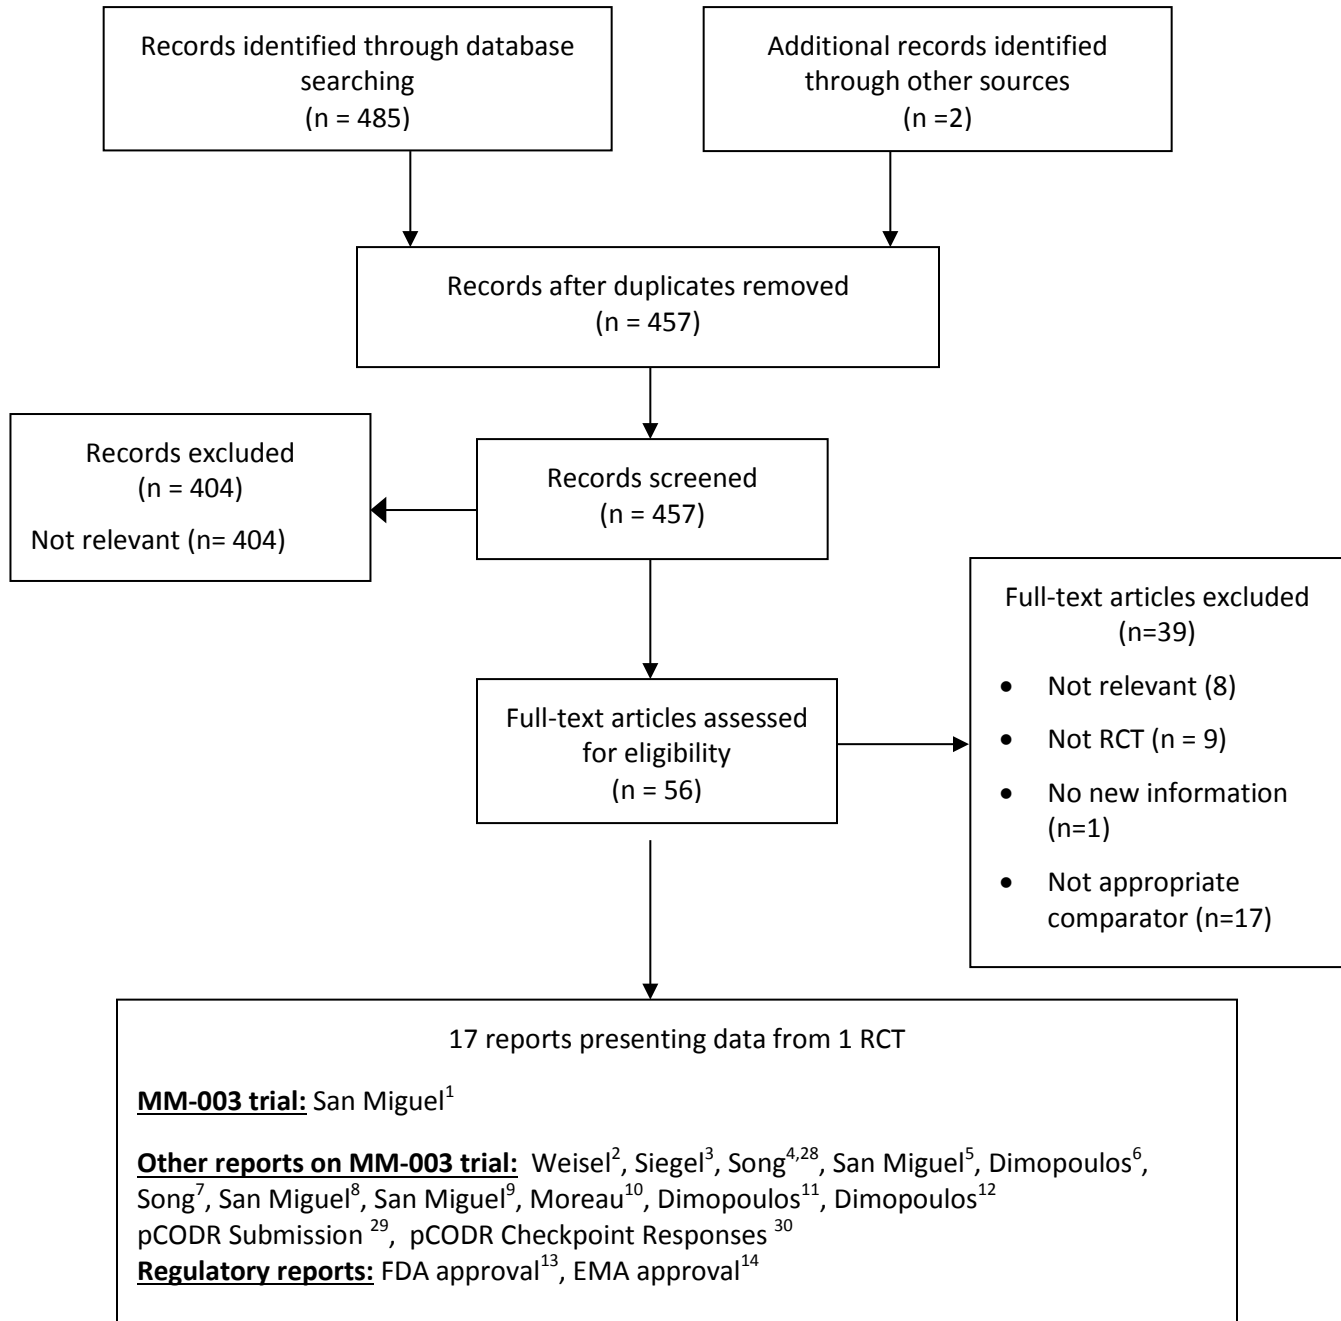 Records identified through database
searching
(n = 485)
Additional records identified
through other sources
(n =2)
Records after duplicates removed
(n = 457)
Records excluded
(n = 404)
Not relevant (n= 404)
Records screened
(n = 457)
Full-text articles assessed
for eligibility
(n = 56)
Full-text articles excluded
(n=39)
• Not relevant (8)
• Not RCT (n = 9)
• No new information
(n=1)
• Not appropriate
comparator (n=17)
17 reports presenting data from 1 RCT
MM-003 trial: San Miguel1
Other reports on MM-003 trial: Weisel2, Siegel3, Song4,28, San Miguel5, Dimopoulos6,
Song7, San Miguel8, San Miguel9, Moreau10, Dimopoulos11, Dimopoulos12
pCODR Submission 29, pCODR Checkpoint Responses 30
Regulatory reports: FDA approval13, EMA approval14